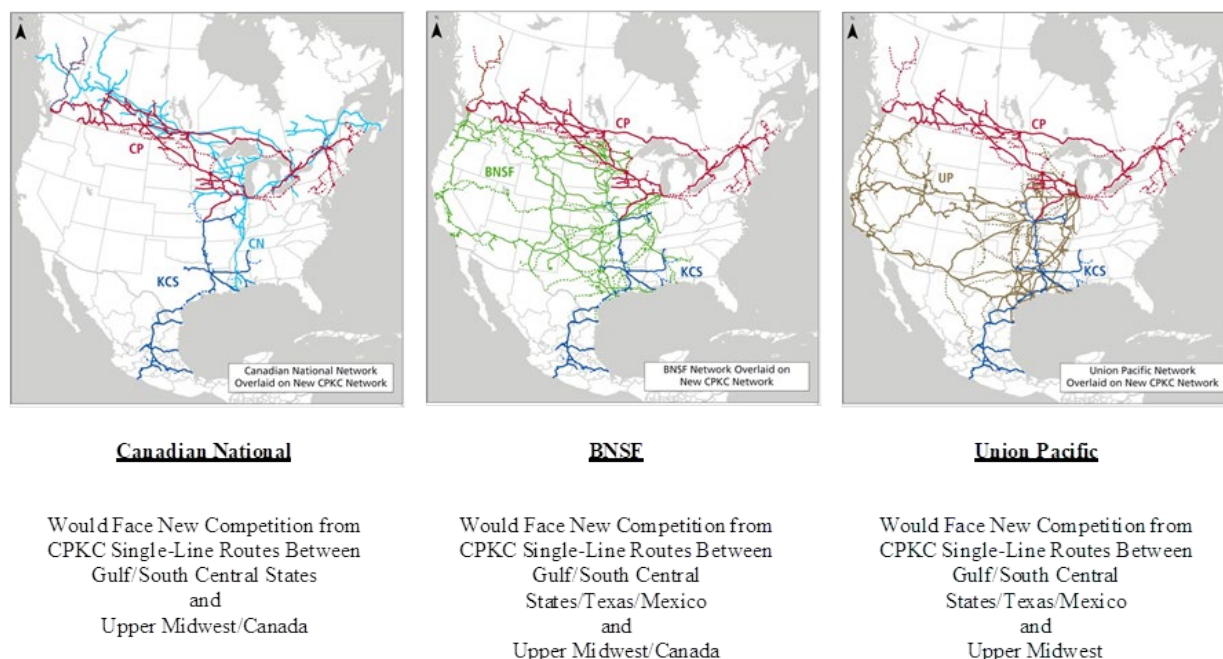 N
CP
CN
KCS
Canadian National Network
Overlaid on New CPKC Network
N
CP
BNSF
KCS
BNSF Network Overlaid on
New CPKC Network
N
CP
UP
KCS
Union Pacific Network
Overlaid on New CPKC Network
Canadian National
Would Face New Competition from
CPKC Single-Line Routes Between
Gulf/South Central States
and
Upper Midwest/Canada
BNSF
Would Face New Competition from
CPKC Single-Line Routes Between
Gulf/South Central
States/Texas/Mexico
and
Upper Midwest/Canada
Union Pacific
Would Face New Competition from
CPKC Single-Line Routes Between
Gulf/South Central
States/Texas/Mexico
and
Upper Midwest